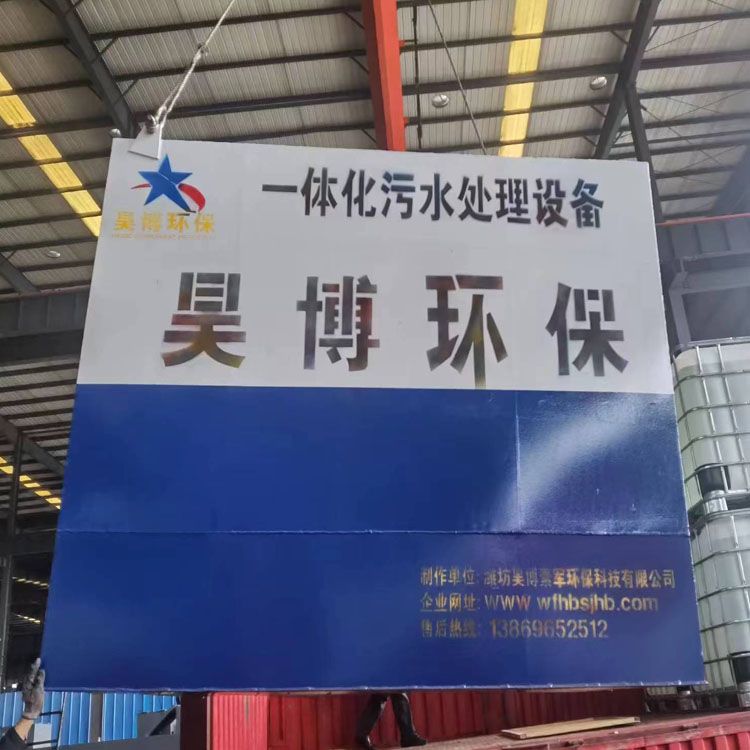 一体化污水处理设备
昊博环保
昊博环保
制作单位: 潍坊昊博素军环保科技有限公司
企业网址: www wfhbsjhb.com
售后热线: 13869652512